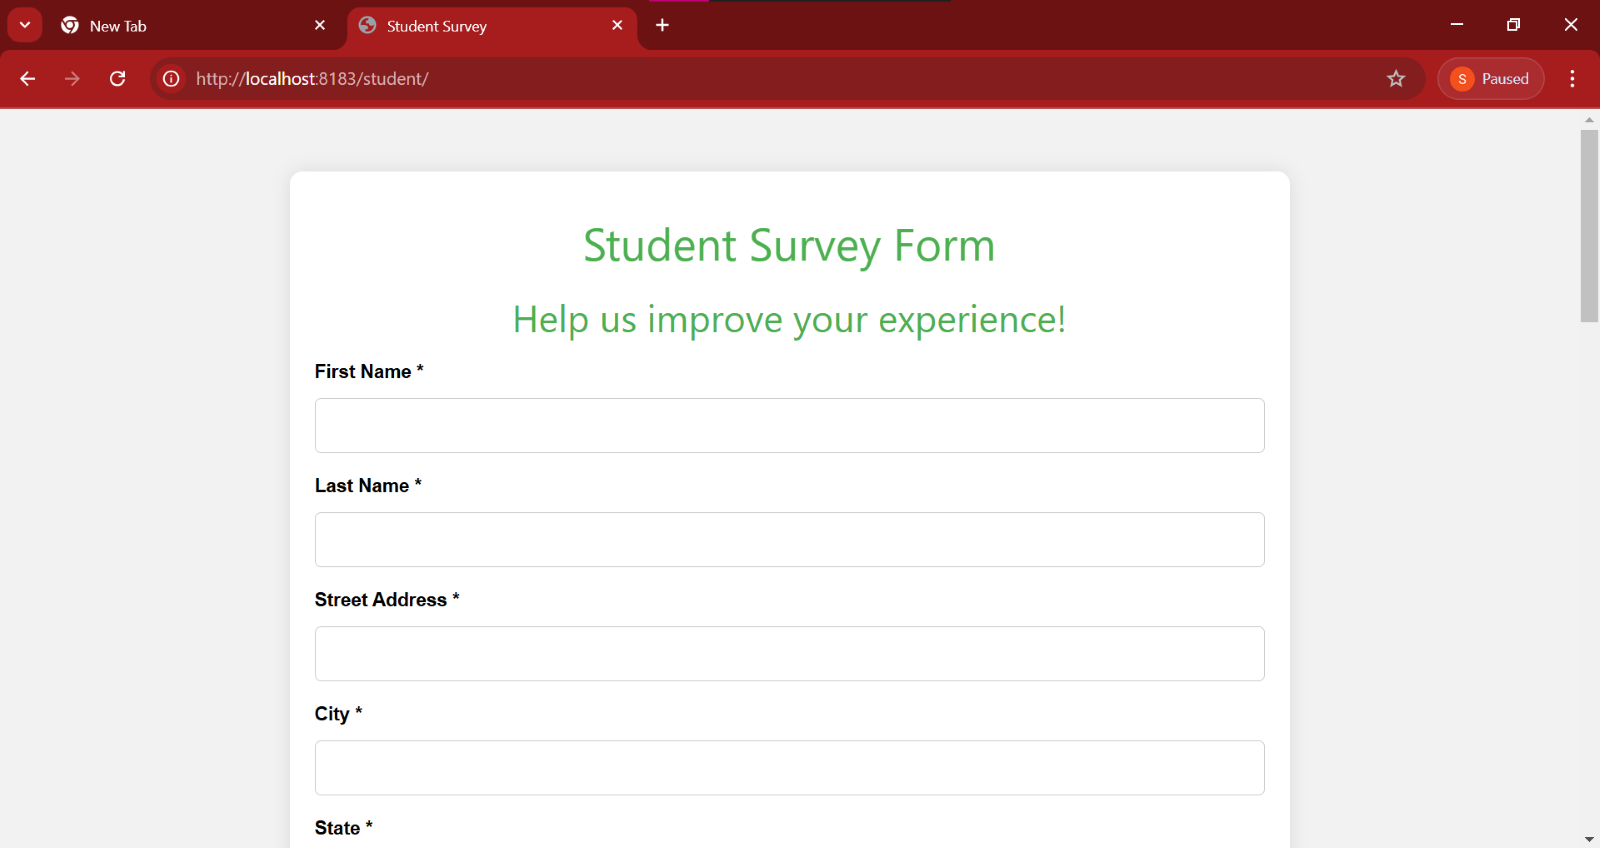 New Tab
Student Survey
http://localhost:8183/student/
S
Paused
Student Survey Form
Help us improve your experience!
First Name *
Last Name *
Street Address *
City *
State *